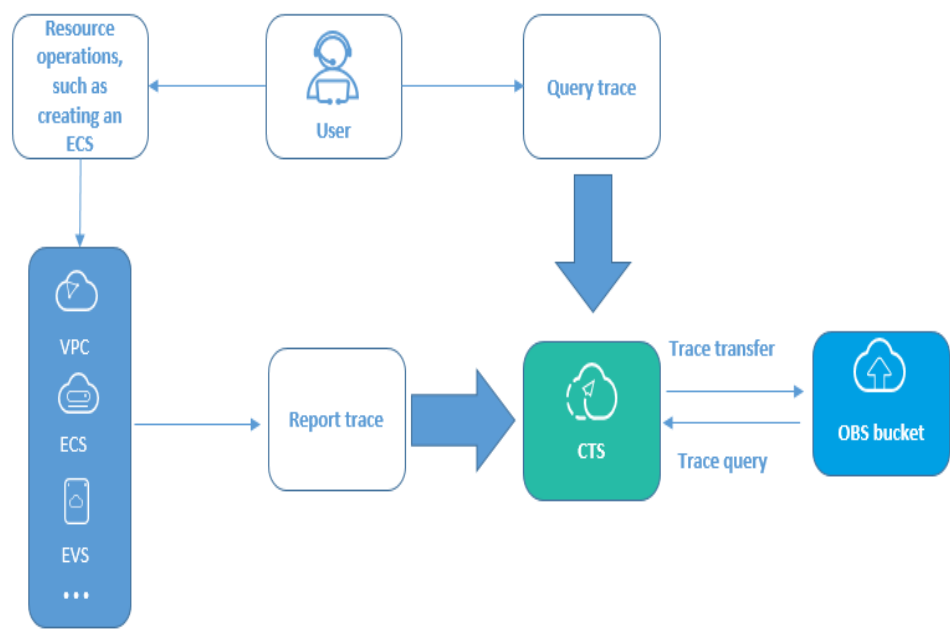 Resource
operations,
such as
creating an
ECS
User
Query trace
VPC
ECS
EVS
...
Report trace
CTS
Trace transfer
Trace query
OBS bucket